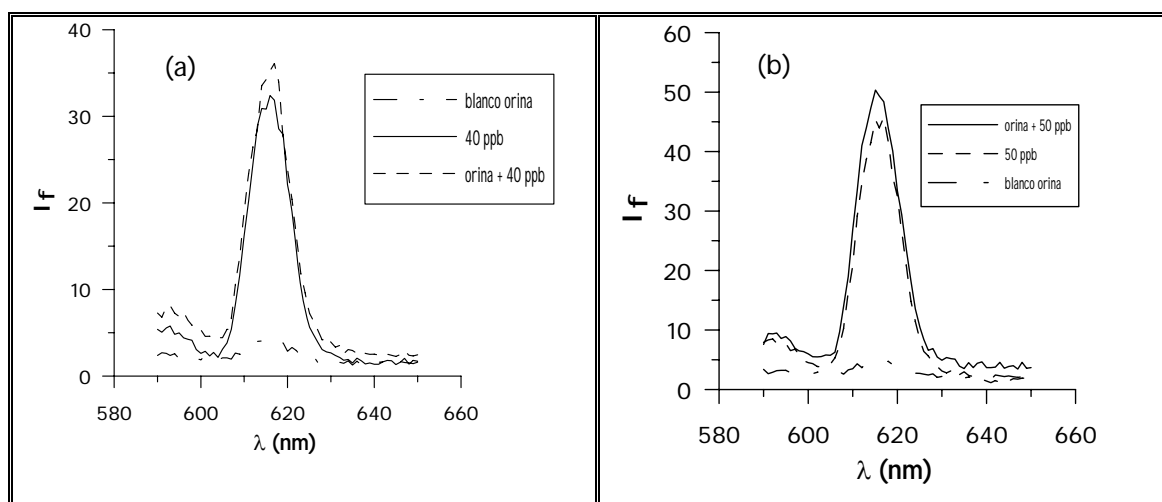 40
(a)
blanco orina
40 ppb
orina + 40 ppb
30
20
10
0
If
580 600 620 640 660
λ (nm)
60
(b)
50
orina + 50 ppb
50 ppb
blanco orina
40
30
20
10
0
If
580 600 620 640 660
λ (nm)